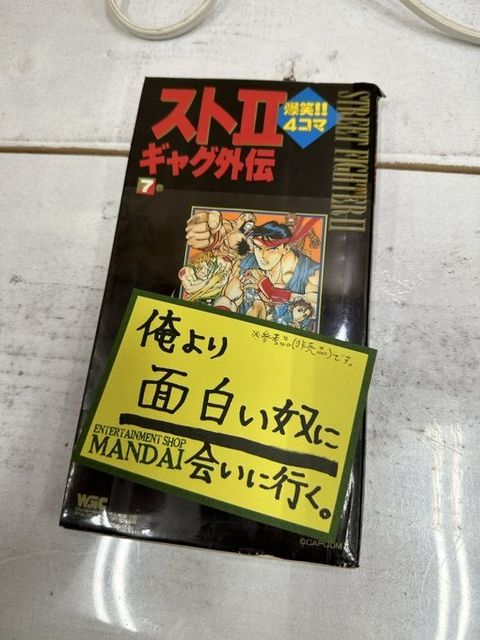 ストII
爆笑!!
4コマ
ギャグ外伝
7巻
STREET FIGHTER II
※参考品(非売品)です。
俺より
面白い奴に
会いに行く。
ENTERTAINMENT SHOP
MANDAI
WGC
©CAPCOM